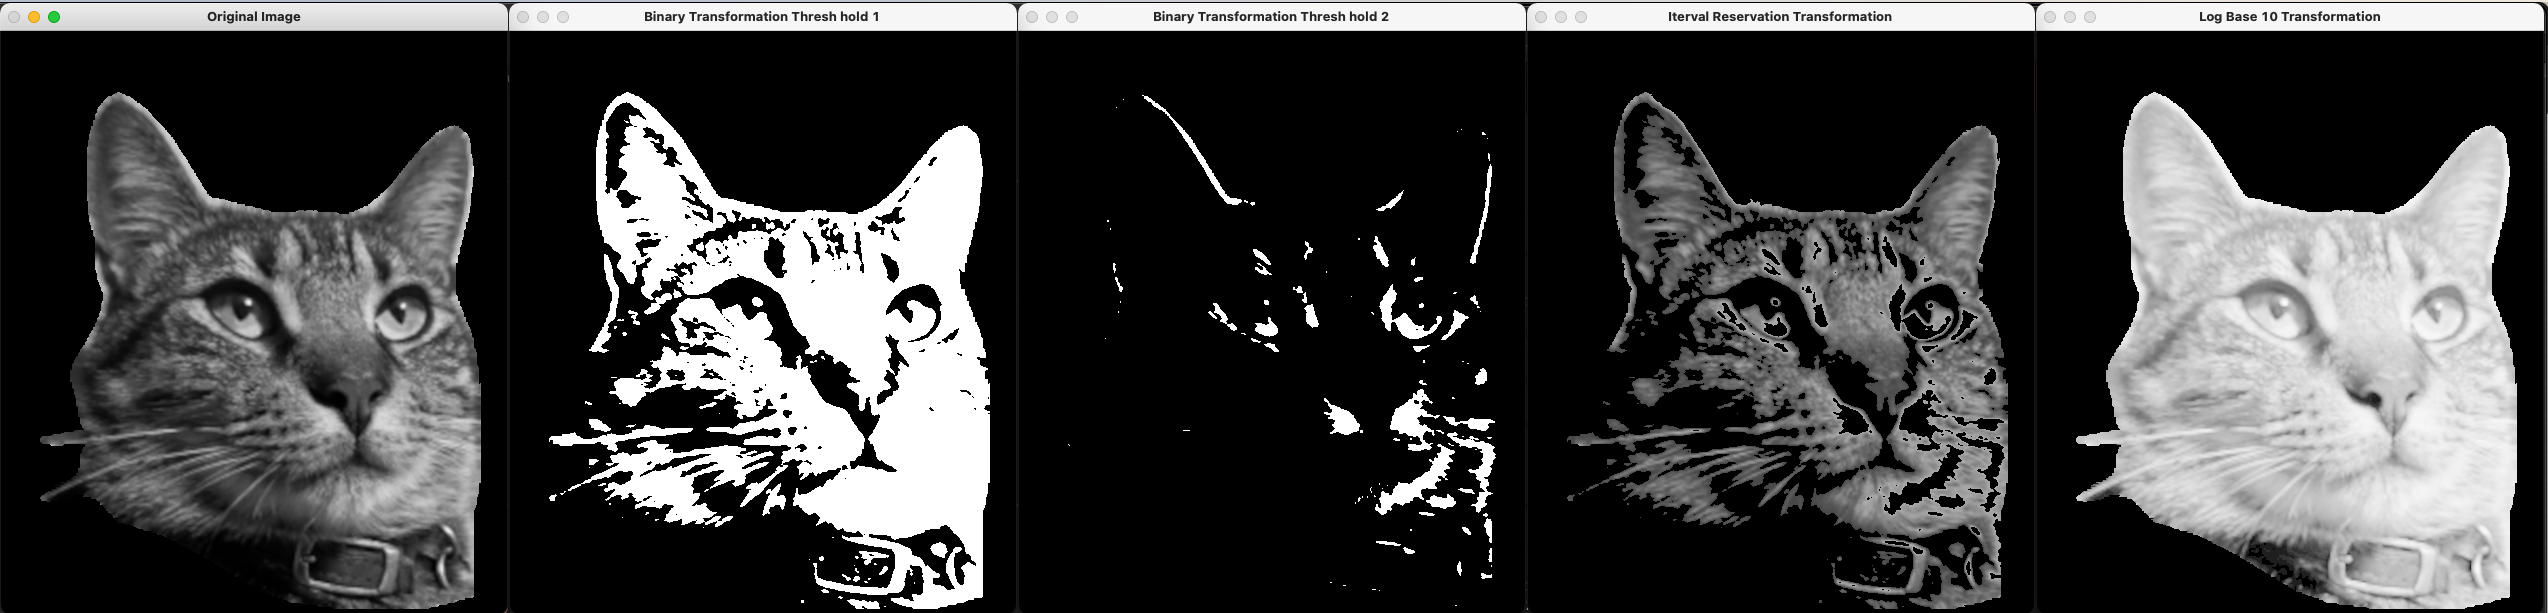 Original Image
Binary Transformation Thresh hold 1
Binary Transformation Thresh hold 2
Iterval Reservation Transformation
Log Base 10 Transformation